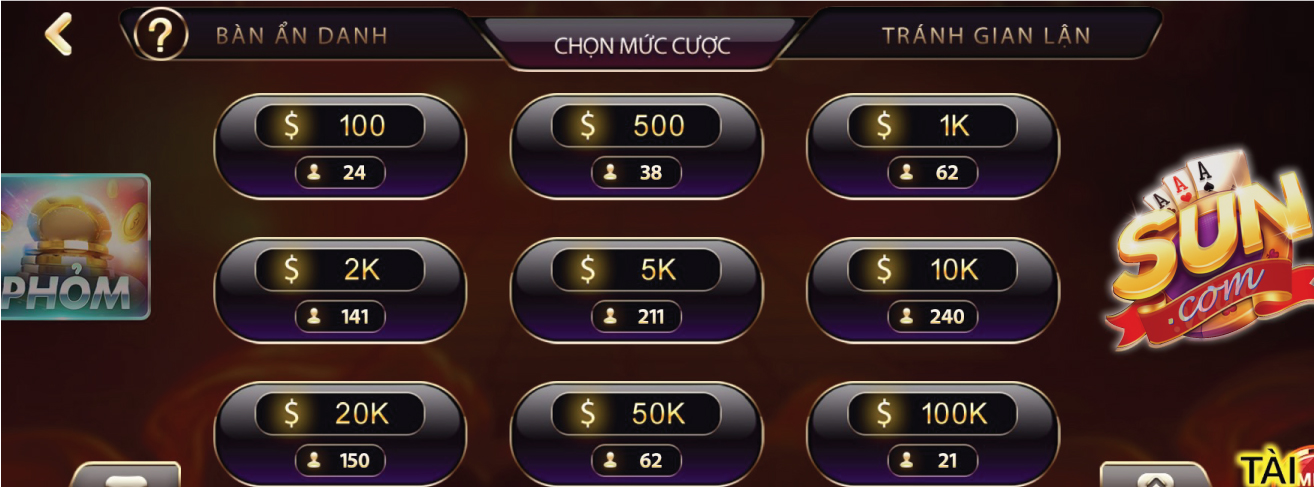 ?
BÀN ẨN DANH
CHỌN MỨC CƯỢC
TRÁNH GIAN LẬN
$ 100
24
$ 500
38
$ 1K
62
PHỎM
$ 2K
141
$ 5K
211
$ 10K
240
A A A
SUN
.com
$ 20K
150
$ 50K
62
$ 100K
21
TÀI